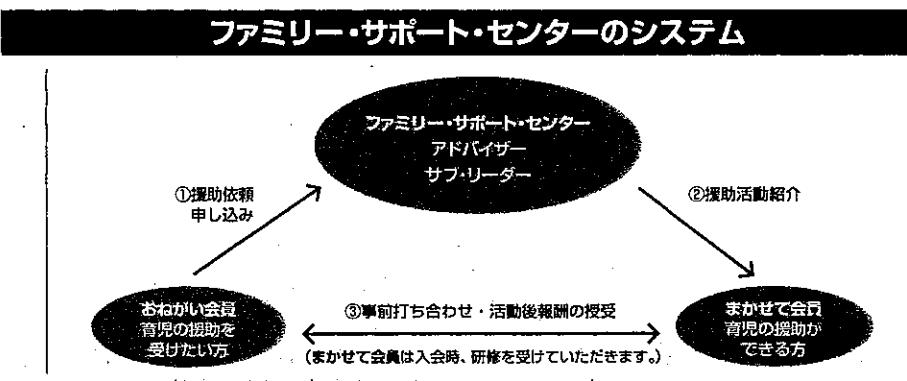 ファミリー・サポート・センターのシステム
ファミリー・サポート・センター
アドバイザー
サブ・リーダー
①援助依頼
申し込み
②援助活動紹介
おねがい会員
育児の援助を
受けたい方
③事前打ち合わせ・活動後報酬の授受
(まかせて会員は入会時、研修を受けていただきます。)
まかせて会員
育児の援助が
できる方